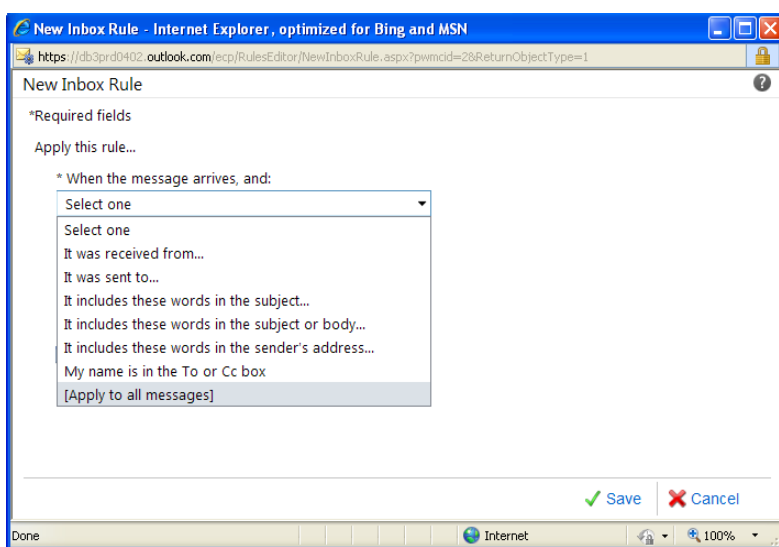 New Inbox Rule - Internet Explorer, optimized for Bing and MSN
https://db3prd0402.outlook.com/ecp/RulesEditor/NewInboxRule.aspx?pwmcid=2&ReturnObjectType=1
New Inbox Rule
?
*Required fields
Apply this rule...
* When the message arrives, and:
Select one
Select one
It was received from...
It was sent to...
It includes these words in the subject...
It includes these words in the subject or body...
It includes these words in the sender's address...
My name is in the To or Cc box
[Apply to all messages]
Save Cancel
Done Internet 100%